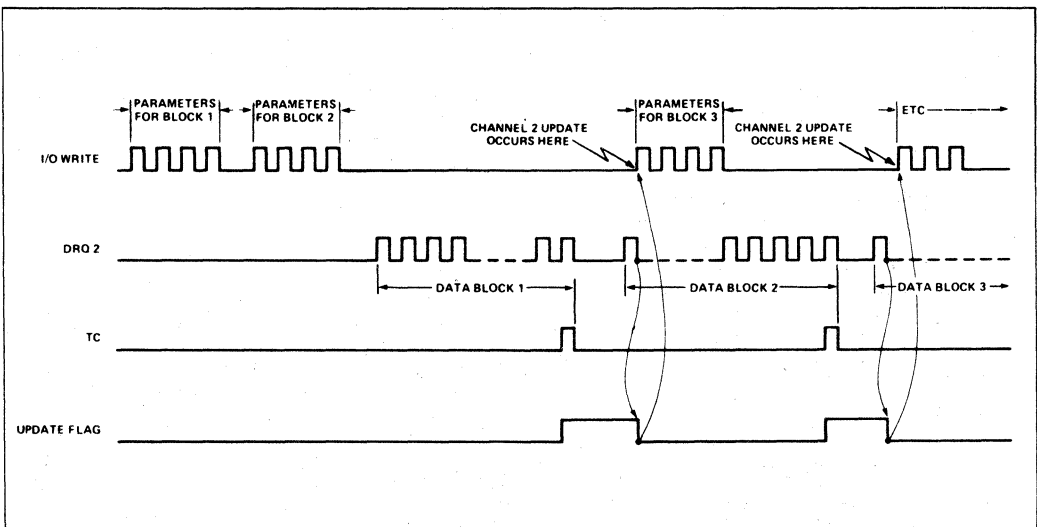 PARAMETERS
FOR BLOCK 1
PARAMETERS
FOR BLOCK 2
PARAMETERS
FOR BLOCK 3
ETC
CHANNEL 2 UPDATE
OCCURS HERE
CHANNEL 2 UPDATE
OCCURS HERE
I/O WRITE
DRQ 2
DATA BLOCK 1
DATA BLOCK 2
DATA BLOCK 3
TC
UPDATE FLAG